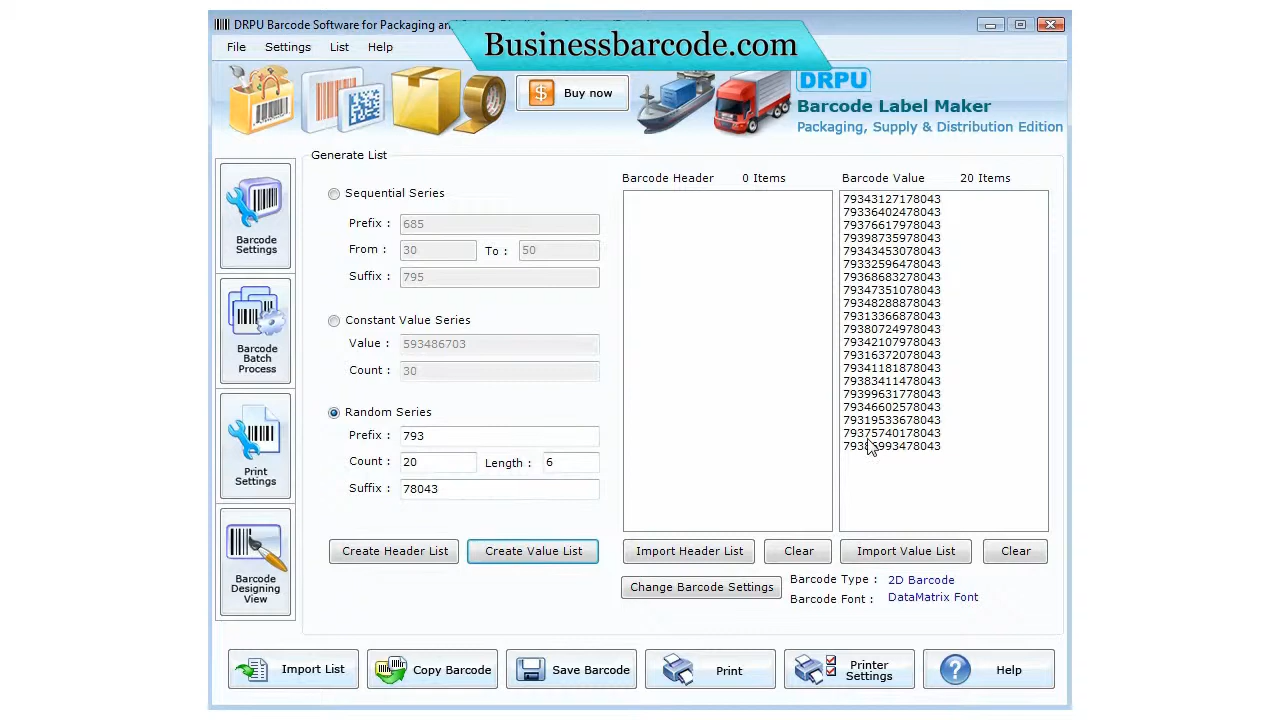 DRPU Barcode Software for Packaging and
Businessbarcode.com
File Settings List Help
Buy now
DRPU
Barcode Label Maker
Packaging, Supply & Distribution Edition
Barcode Settings
Barcode Batch Process
Print Settings
Barcode Designing View
Generate List
Sequential Series
Prefix : 685
From : 30 To : 50
Suffix : 795
Constant Value Series
Value : 593486703
Count : 30
Random Series
Prefix : 793
Count : 20 Length : 6
Suffix : 78043
Create Header List Create Value List
Barcode Header 0 Items
Barcode Value 20 Items
79343127178043
79336402478043
79376617978043
79398735978043
79343453078043
79332596478043
79368683278043
79347351078043
79348288878043
79313366878043
79380724978043
79342107978043
79316372078043
79341181878043
79383411478043
79399631778043
79346602578043
79319533678043
79375740178043
Import Header List Clear Import Value List Clear
Change Barcode Settings
Barcode Type : 2D Barcode
Barcode Font : DataMatrix Font
Import List Copy Barcode Save Barcode Print Printer Settings Help